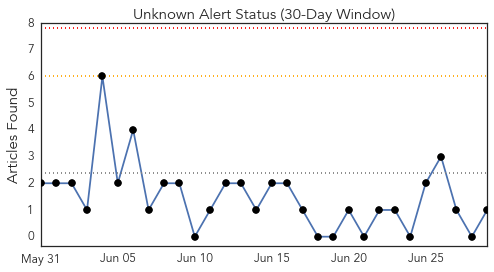 Unknown Alert Status (30-Day Window)
Articles Found
8
7
6
5
4
3
2
1
0
May 31
Jun 05
Jun 10
Jun 15
Jun 20
Jun 25